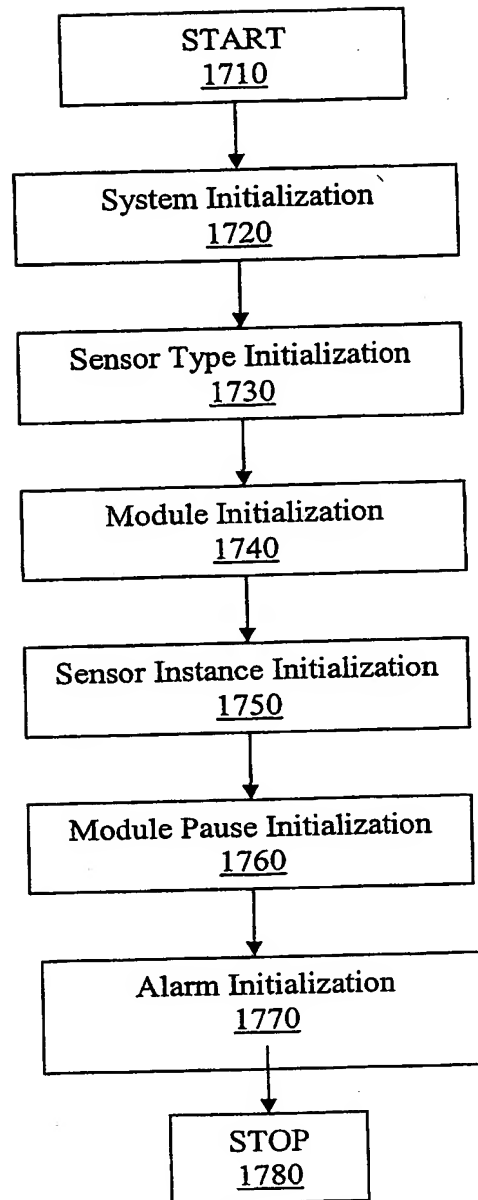 START
1710
System Initialization
1720
Sensor Type Initialization
1730
Module Initialization
1740
Sensor Instance Initialization
1750
Module Pause Initialization
1760
Alarm Initialization
1770
STOP
1780